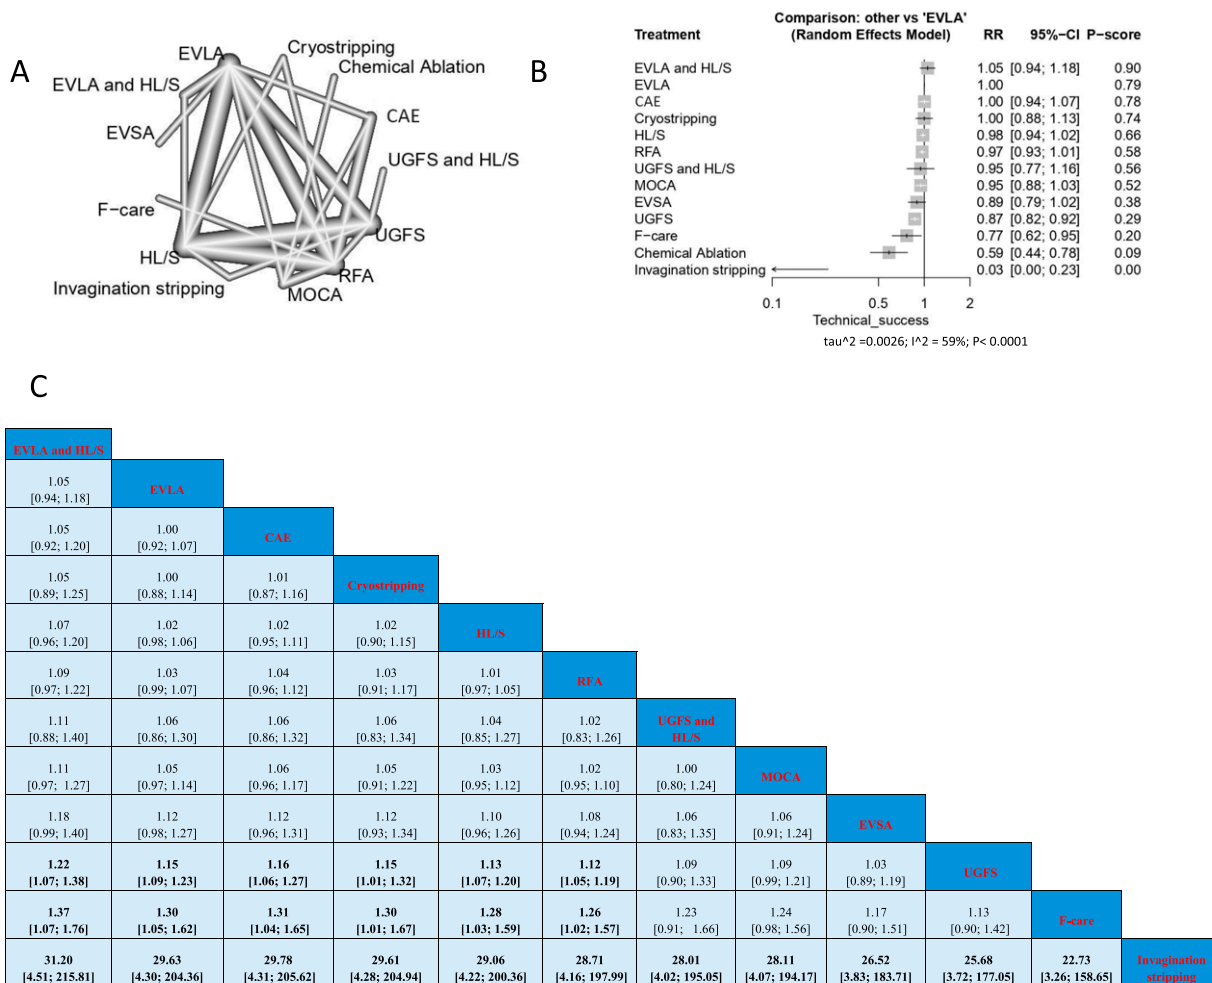 A
EVLA
Cryostripping
Chemical Ablation
EVLA and HL/S
CAE
EVSA
UGFS and HL/S
F−care
UGFS
HL/S
RFA
Invagination stripping
MOCA
B
Comparison: other vs 'EVLA'
Treatment (Random Effects Model) RR 95%−CI P−score
EVLA and HL/S 1.05 [0.94; 1.18] 0.90
EVLA 1.00 0.79
CAE 1.00 [0.94; 1.07] 0.78
Cryostripping 1.00 [0.88; 1.13] 0.74
HL/S 0.98 [0.94; 1.02] 0.66
RFA 0.97 [0.93; 1.01] 0.58
UGFS and HL/S 0.95 [0.77; 1.16] 0.56
MOCA 0.95 [0.88; 1.03] 0.52
EVSA 0.89 [0.79; 1.02] 0.38
UGFS 0.87 [0.82; 0.92] 0.29
F−care 0.77 [0.62; 0.95] 0.20
Chemical Ablation 0.59 [0.44; 0.78] 0.09
Invagination stripping 0.03 [0.00; 0.23] 0.00
0.1 0.5 1 2
Technical_success
tau^2 =0.0026; I^2 = 59%; P< 0.0001
C
EVLA and HL/S
1.05
[0.94; 1.18]
EVLA
1.05 1.00
[0.92; 1.20] [0.92; 1.07]
CAE
1.05 1.00 1.01
[0.89; 1.25] [0.88; 1.14] [0.87; 1.16]
Cryostripping
1.07 1.02 1.02 1.02
[0.96; 1.20] [0.98; 1.06] [0.95; 1.11] [0.90; 1.15]
HL/S
1.09 1.03 1.04 1.03 1.01
[0.97; 1.22] [0.99; 1.07] [0.96; 1.12] [0.91; 1.17] [0.97; 1.05]
RFA
1.11 1.06 1.06 1.06 1.04 1.02
[0.88; 1.40] [0.86; 1.30] [0.86; 1.32] [0.83; 1.34] [0.85; 1.27] [0.83; 1.26]
UGFS and
HL/S
1.11 1.05 1.06 1.05 1.03 1.02 1.00
[0.97; 1.27] [0.97; 1.14] [0.96; 1.17] [0.91; 1.22] [0.95; 1.12] [0.95; 1.10] [0.80; 1.24]
MOCA
1.18 1.12 1.12 1.12 1.10 1.08 1.06 1.06
[0.99; 1.40] [0.98; 1.27] [0.96; 1.31] [0.93; 1.34] [0.96; 1.26] [0.94; 1.24] [0.83; 1.35] [0.91; 1.24]
EVSA
1.22 1.15 1.16 1.15 1.13 1.12 1.09 1.09 1.03
[1.07; 1.38] [1.09; 1.23] [1.06; 1.27] [1.01; 1.32] [1.07; 1.20] [1.05; 1.19] [0.90; 1.33] [0.99; 1.21] [0.89; 1.19]
UGFS
1.37 1.30 1.31 1.30 1.28 1.26 1.23 1.24 1.17 1.13
[1.07; 1.76] [1.05; 1.62] [1.04; 1.65] [1.01; 1.67] [1.03; 1.59] [1.02; 1.57] [0.91; 1.66] [0.98; 1.56] [0.90; 1.51] [0.90; 1.42]
F-care
31.20 29.63 29.78 29.61 29.06 28.71 28.01 28.11 26.52 25.68 22.73
[4.51; 215.81] [4.30; 204.36] [4.31; 205.62] [4.28; 204.94] [4.22; 200.36] [4.16; 197.99] [4.02; 195.05] [4.07; 194.17] [3.83; 183.71] [3.72; 177.05] [3.26; 158.65]
Invagination
stripping